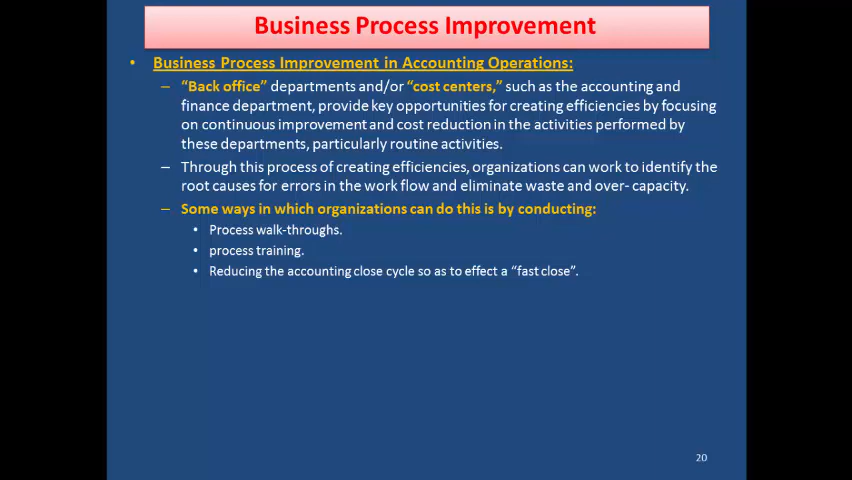 Business Process Improvement
• Business Process Improvement in Accounting Operations:
– “Back office” departments and/or “cost centers,” such as the accounting and
finance department, provide key opportunities for creating efficiencies by focusing
on continuous improvement and cost reduction in the activities performed by
these departments, particularly routine activities.
– Through this process of creating efficiencies, organizations can work to identify the
root causes for errors in the work flow and eliminate waste and over- capacity.
– Some ways in which organizations can do this is by conducting:
• Process walk-throughs.
• process training.
• Reducing the accounting close cycle so as to effect a “fast close”.
20